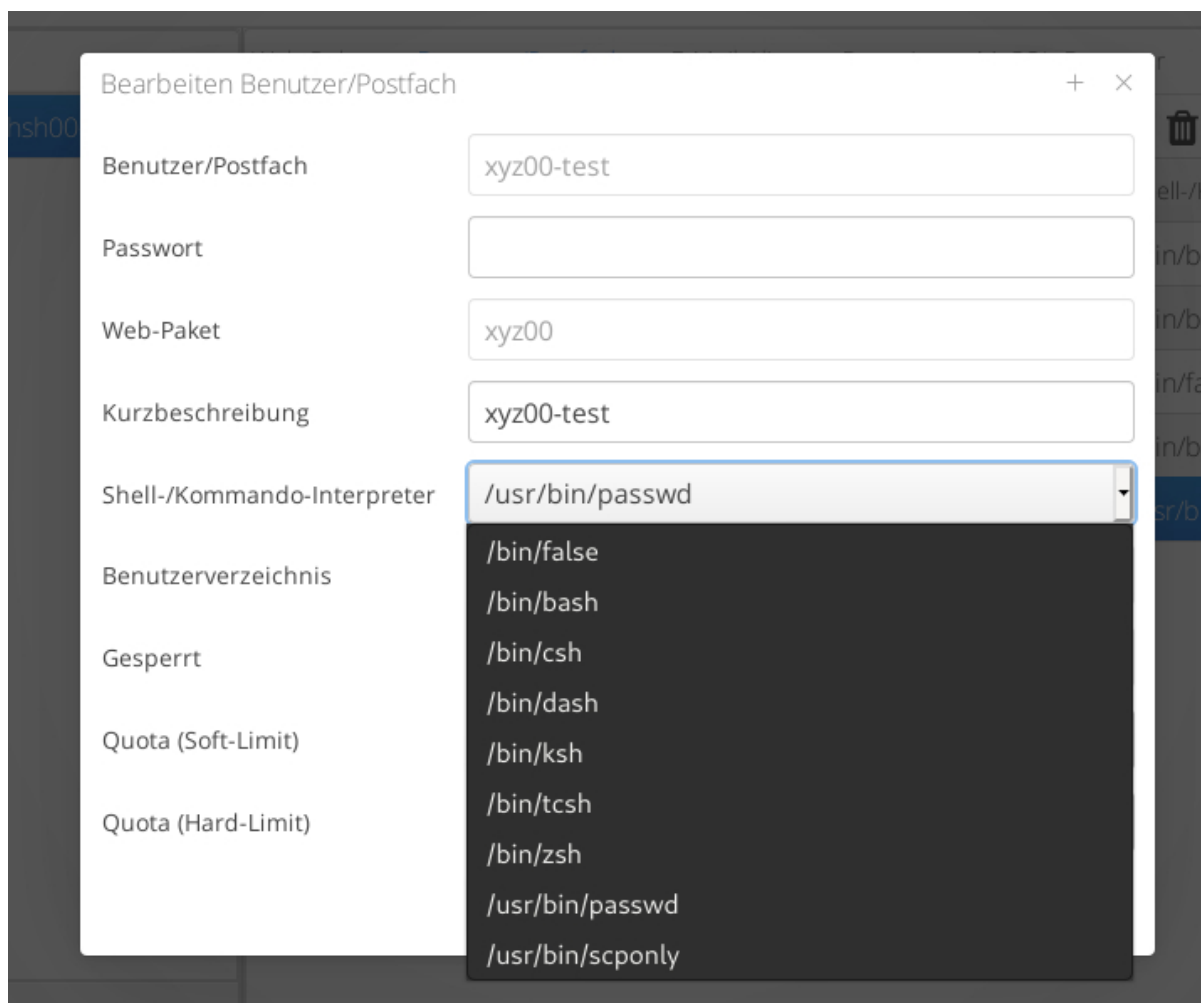 hsh00
Bearbeiten Benutzer/Postfach
Benutzer/Postfach xyz00-test
Passwort
Web-Paket xyz00
Kurzbeschreibung xyz00-test
Shell-/Kommando-Interpreter /usr/bin/passwd
/bin/false
/bin/bash
Benutzerverzeichnis
/bin/csh
Gesperrt
/bin/dash
Quota (Soft-Limit)
/bin/ksh
/bin/tcsh
Quota (Hard-Limit)
/bin/zsh
/usr/bin/passwd
/usr/bin/scponly